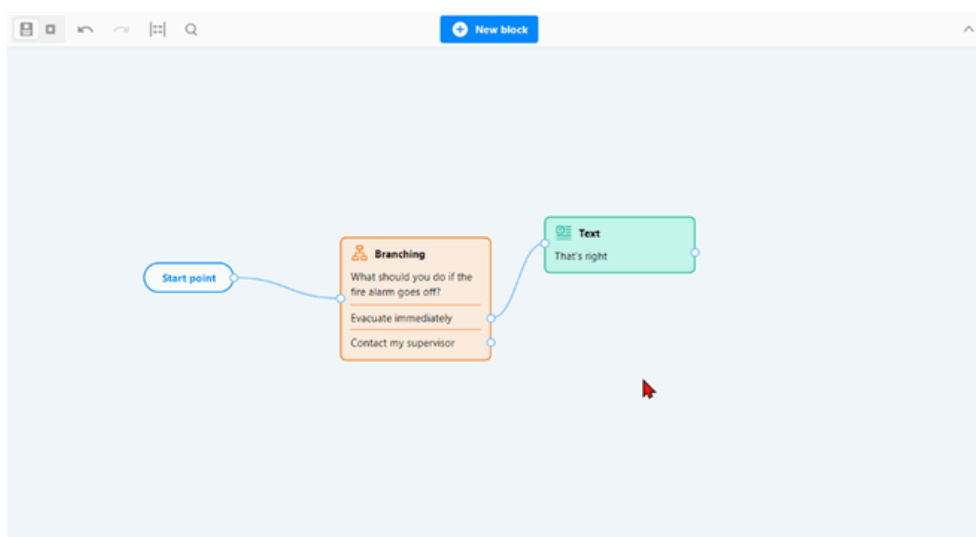 New block
Start point
Branching
What should you do if the
fire alarm goes off?
Evacuate immediately
Contact my supervisor
Text
That's right